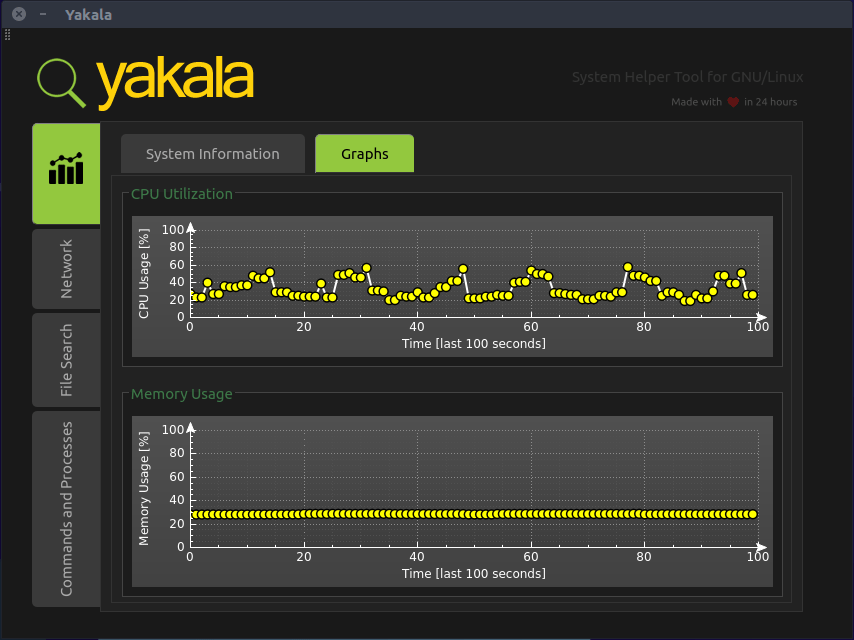 Yakala
yakala
System Helper Tool for GNU/Linux
Made with ❤ in 24 hours
System Information
Graphs
Network
File Search
Commands and Processes
CPU Utilization
CPU Usage [%]
100
80
60
40
20
0
0 20 40 60 80 100
Time [last 100 seconds]
Memory Usage
Memory Usage [%]
100
80
60
40
20
0
0 20 40 60 80 100
Time [last 100 seconds]